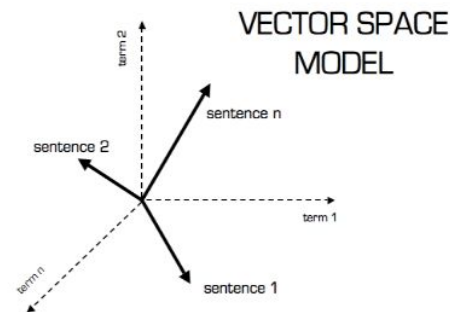 VECTOR SPACE
MODEL
term 2
sentence n
sentence 2
term 1
term n
sentence 1